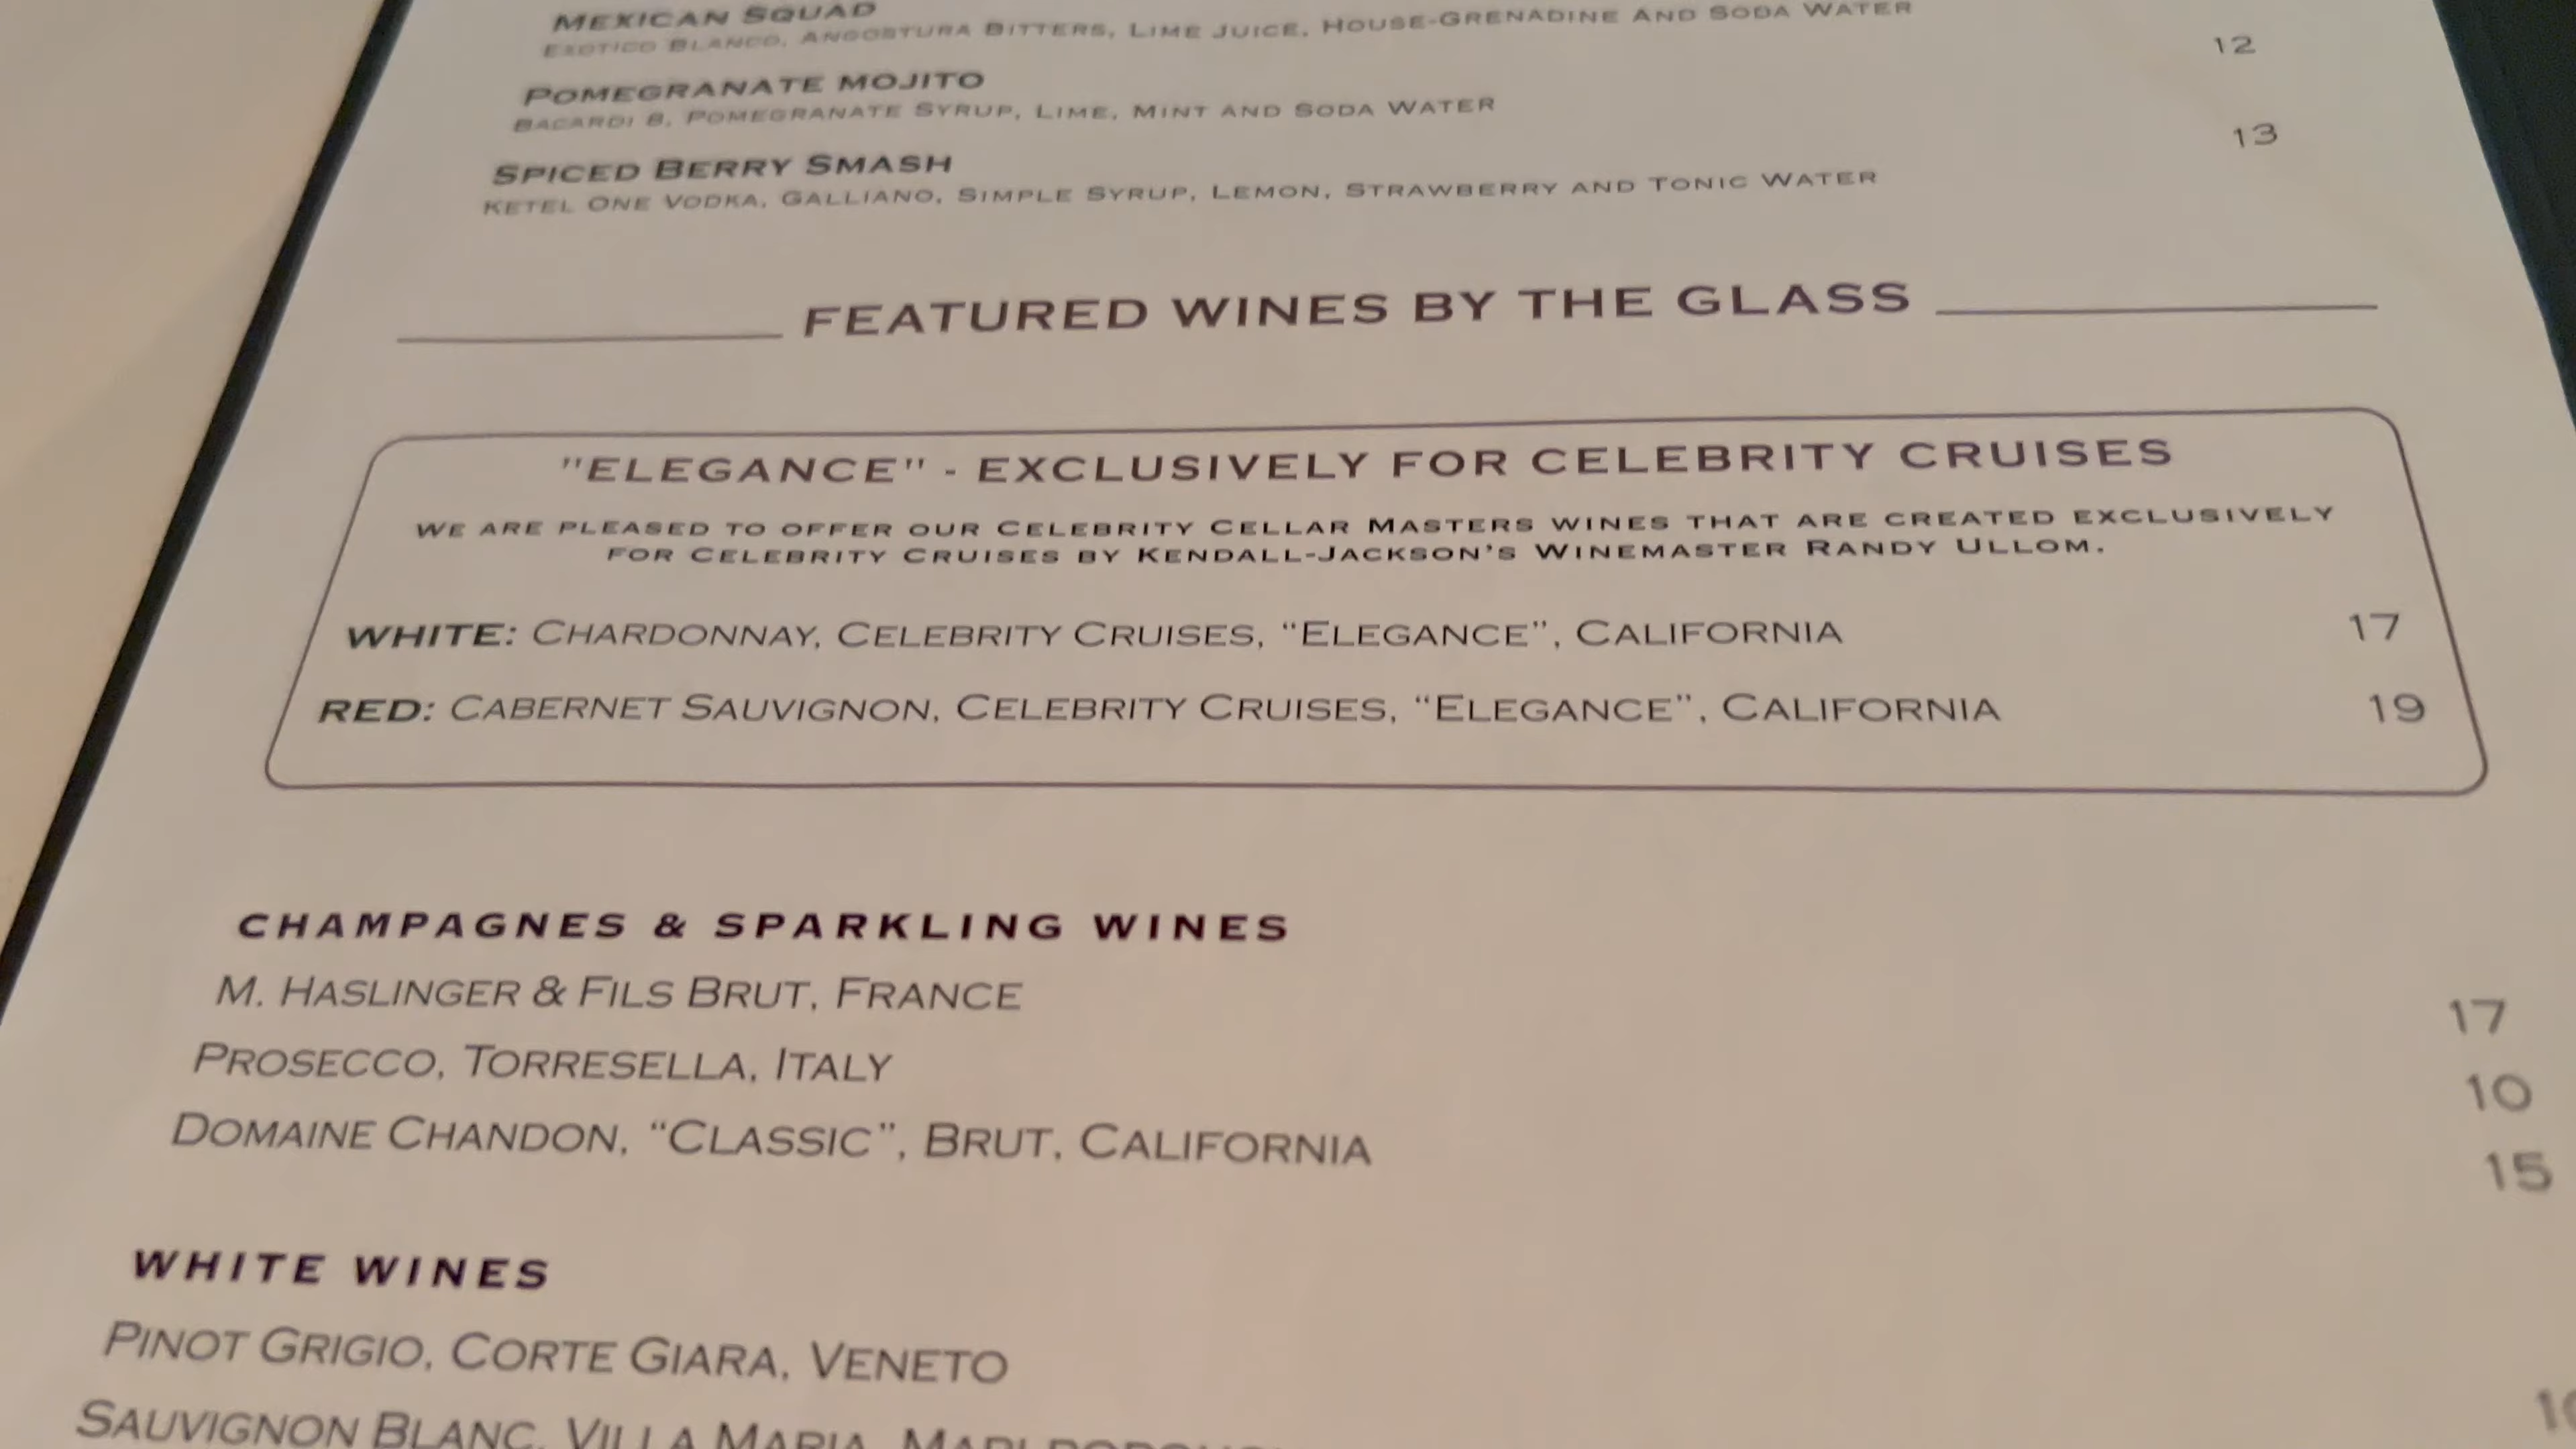 MEXICAN SQUAD
EXOTICO BLANCO, ANGOSTURA BITTERS, LIME JUICE, HOUSE-GRENADINE AND SODA WATER
12
POMEGRANATE MOJITO
BACARDI 8, POMEGRANATE SYRUP, LIME, MINT AND SODA WATER
13
SPICED BERRY SMASH
KETEL ONE VODKA, GALLIANO, SIMPLE SYRUP, LEMON, STRAWBERRY AND TONIC WATER
FEATURED WINES BY THE GLASS
"ELEGANCE" - EXCLUSIVELY FOR CELEBRITY CRUISES
WE ARE PLEASED TO OFFER OUR CELEBRITY CELLAR MASTERS WINES THAT ARE CREATED EXCLUSIVELY
FOR CELEBRITY CRUISES BY KENDALL-JACKSON'S WINEMASTER RANDY ULLOM.
WHITE: CHARDONNAY, CELEBRITY CRUISES, "ELEGANCE", CALIFORNIA 17
RED: CABERNET SAUVIGNON, CELEBRITY CRUISES, "ELEGANCE", CALIFORNIA 19
CHAMPAGNES & SPARKLING WINES
M. HASLINGER & FILS BRUT, FRANCE 17
PROSECCO, TORRESELLA, ITALY 10
DOMAINE CHANDON, "CLASSIC", BRUT, CALIFORNIA 15
WHITE WINES
PINOT GRIGIO, CORTE GIARA, VENETO
SAUVIGNON BLANC, VILLA MARIA,